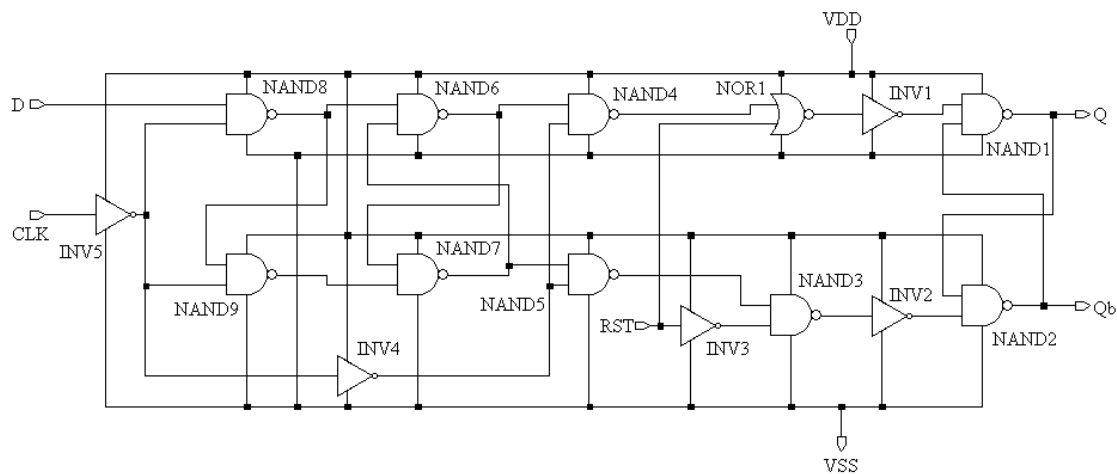 VDD
NAND8
NAND6
NAND4
NOR1
INV1
D
Q
NAND1
CLK
INV5
NAND7
NAND9
NAND5
NAND3
INV2
RST
INV3
Qb
NAND2
INV4
VSS